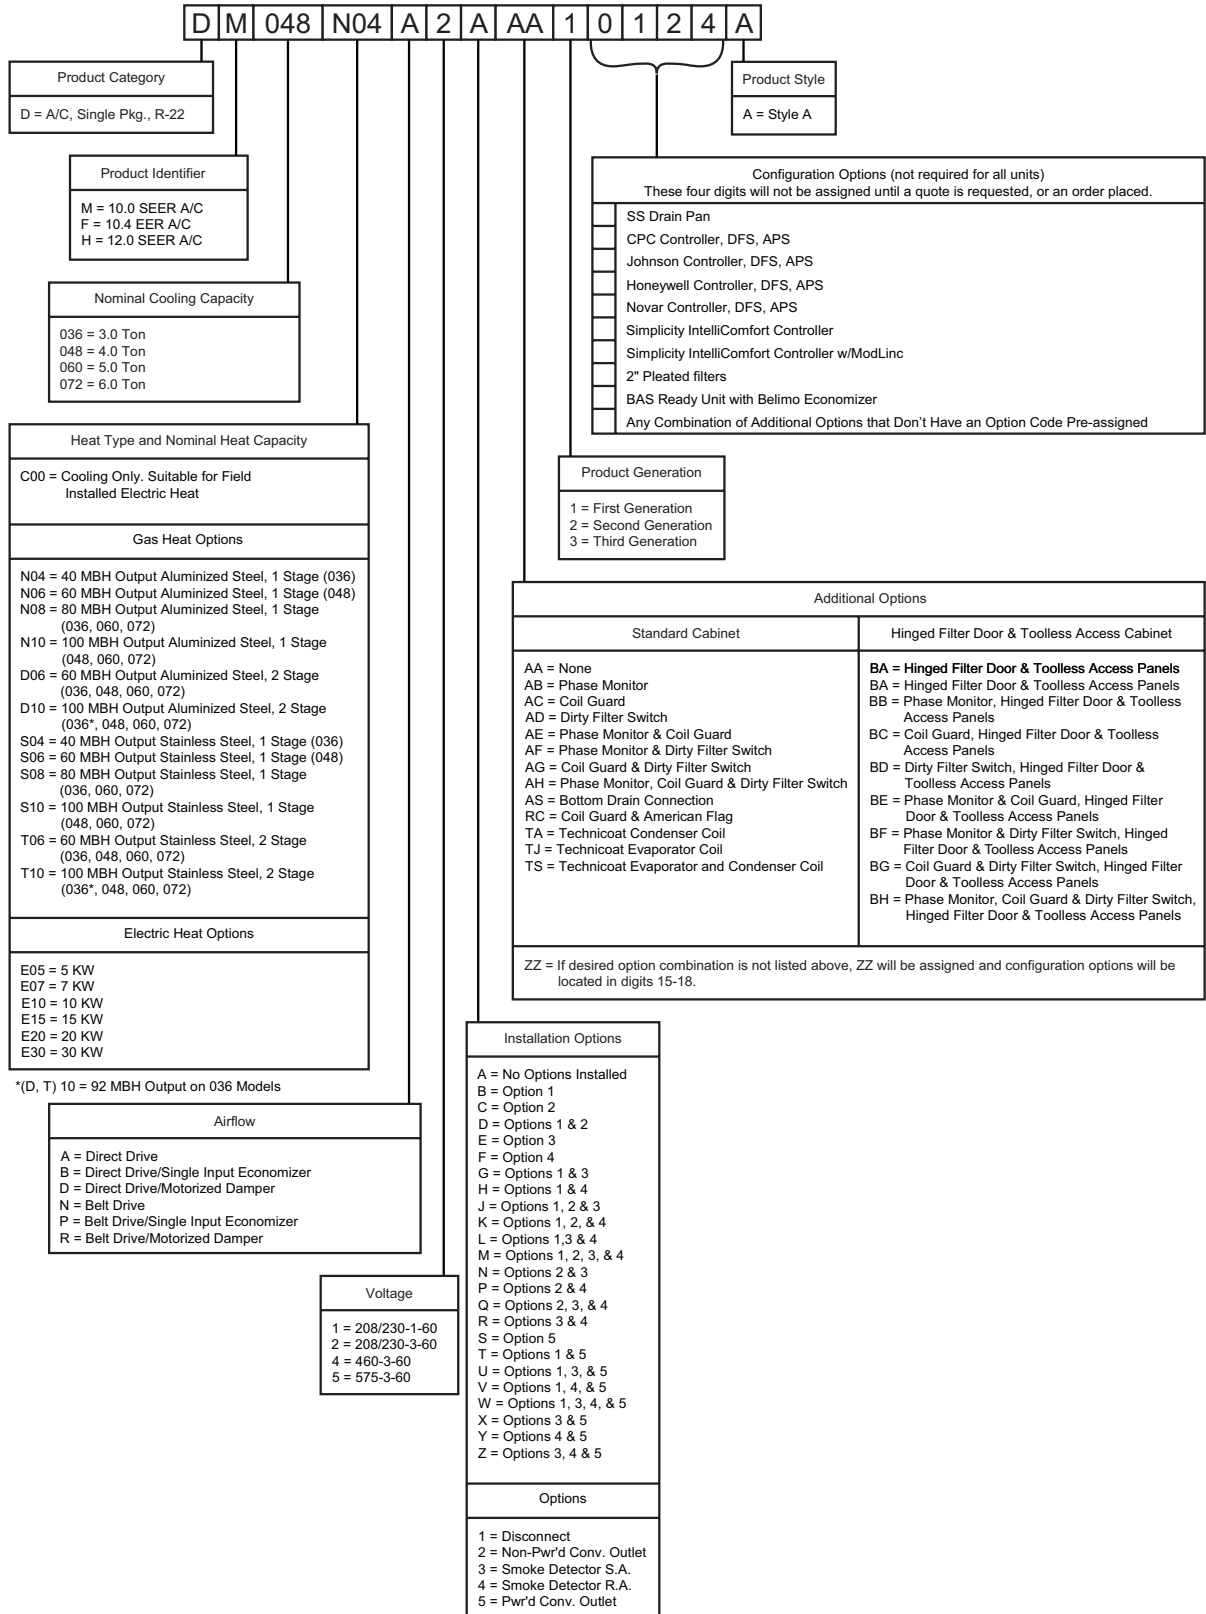 D M 048 N04 A 2 A AA 1 0 1 2 4 A
Product Category
D = A/C, Single Pkg., R-22
Product Style
A = Style A
Product Identifier
M = 10.0 SEER A/C
F = 10.4 EER A/C
H = 12.0 SEER A/C
Configuration Options (not required for all units)
These four digits will not be assigned until a quote is requested, or an order placed.
SS Drain Pan
CPC Controller, DFS, APS
Johnson Controller, DFS, APS
Honeywell Controller, DFS, APS
Novar Controller, DFS, APS
Simplicity IntelliComfort Controller
Simplicity IntelliComfort Controller w/ModLinc
2" Pleated filters
BAS Ready Unit with Belimo Economizer
Any Combination of Additional Options that Don't Have an Option Code Pre-assigned
Nominal Cooling Capacity
036 = 3.0 Ton
048 = 4.0 Ton
060 = 5.0 Ton
072 = 6.0 Ton
Heat Type and Nominal Heat Capacity
C00 = Cooling Only. Suitable for Field
Installed Electric Heat
Gas Heat Options
N04 = 40 MBH Output Aluminized Steel, 1 Stage (036)
N06 = 60 MBH Output Aluminized Steel, 1 Stage (048)
N08 = 80 MBH Output Aluminized Steel, 1 Stage
(036, 060, 072)
N10 = 100 MBH Output Aluminized Steel, 1 Stage
(048, 060, 072)
D06 = 60 MBH Output Aluminized Steel, 2 Stage
(036, 048, 060, 072)
D10 = 100 MBH Output Aluminized Steel, 2 Stage
(036*, 048, 060, 072)
S04 = 40 MBH Output Stainless Steel, 1 Stage (036)
S06 = 60 MBH Output Stainless Steel, 1 Stage (048)
S08 = 80 MBH Output Stainless Steel, 1 Stage
(036, 060, 072)
S10 = 100 MBH Output Stainless Steel, 1 Stage
(048, 060, 072)
T06 = 60 MBH Output Stainless Steel, 2 Stage
(036, 048, 060, 072)
T10 = 100 MBH Output Stainless Steel, 2 Stage
(036*, 048, 060, 072)
Electric Heat Options
E05 = 5 KW
E07 = 7 KW
E10 = 10 KW
E15 = 15 KW
E20 = 20 KW
E30 = 30 KW
*(D, T) 10 = 92 MBH Output on 036 Models
Product Generation
1 = First Generation
2 = Second Generation
3 = Third Generation
Additional Options
Standard Cabinet
AA = None
AB = Phase Monitor
AC = Coil Guard
AD = Dirty Filter Switch
AE = Phase Monitor & Coil Guard
AF = Phase Monitor & Dirty Filter Switch
AG = Coil Guard & Dirty Filter Switch
AH = Phase Monitor, Coil Guard & Dirty Filter Switch
AS = Bottom Drain Connection
RC = Coil Guard & American Flag
TA = Technicoat Condenser Coil
TJ = Technicoat Evaporator Coil
TS = Technicoat Evaporator and Condenser Coil
Hinged Filter Door & Toolless Access Cabinet
BA = Hinged Filter Door & Toolless Access Panels
BA = Hinged Filter Door & Toolless Access Panels
BB = Phase Monitor, Hinged Filter Door & Toolless
Access Panels
BC = Coil Guard, Hinged Filter Door & Toolless
Access Panels
BD = Dirty Filter Switch, Hinged Filter Door &
Toolless Access Panels
BE = Phase Monitor & Coil Guard, Hinged Filter
Door & Toolless Access Panels
BF = Phase Monitor & Dirty Filter Switch, Hinged
Filter Door & Toolless Access Panels
BG = Coil Guard & Dirty Filter Switch, Hinged Filter
Door & Toolless Access Panels
BH = Phase Monitor, Coil Guard & Dirty Filter Switch,
Hinged Filter Door & Toolless Access Panels
ZZ = If desired option combination is not listed above, ZZ will be assigned and configuration options will be
located in digits 15-18.
Airflow
A = Direct Drive
B = Direct Drive/Single Input Economizer
D = Direct Drive/Motorized Damper
N = Belt Drive
P = Belt Drive/Single Input Economizer
R = Belt Drive/Motorized Damper
Voltage
1 = 208/230-1-60
2 = 208/230-3-60
4 = 460-3-60
5 = 575-3-60
Installation Options
A = No Options Installed
B = Option 1
C = Option 2
D = Options 1 & 2
E = Option 3
F = Option 4
G = Options 1 & 3
H = Options 1 & 4
J = Options 1, 2 & 3
K = Options 1, 2, & 4
L = Options 1,3 & 4
M = Options 1, 2, 3, & 4
N = Options 2 & 3
P = Options 2 & 4
Q = Options 2, 3, & 4
R = Options 3 & 4
S = Option 5
T = Options 1 & 5
U = Options 1, 3, & 5
V = Options 1, 4, & 5
W = Options 1, 3, 4, & 5
X = Options 3 & 5
Y = Options 4 & 5
Z = Options 3, 4 & 5
Options
1 = Disconnect
2 = Non-Pwr'd Conv. Outlet
3 = Smoke Detector S.A.
4 = Smoke Detector R.A.
5 = Pwr'd Conv. Outlet